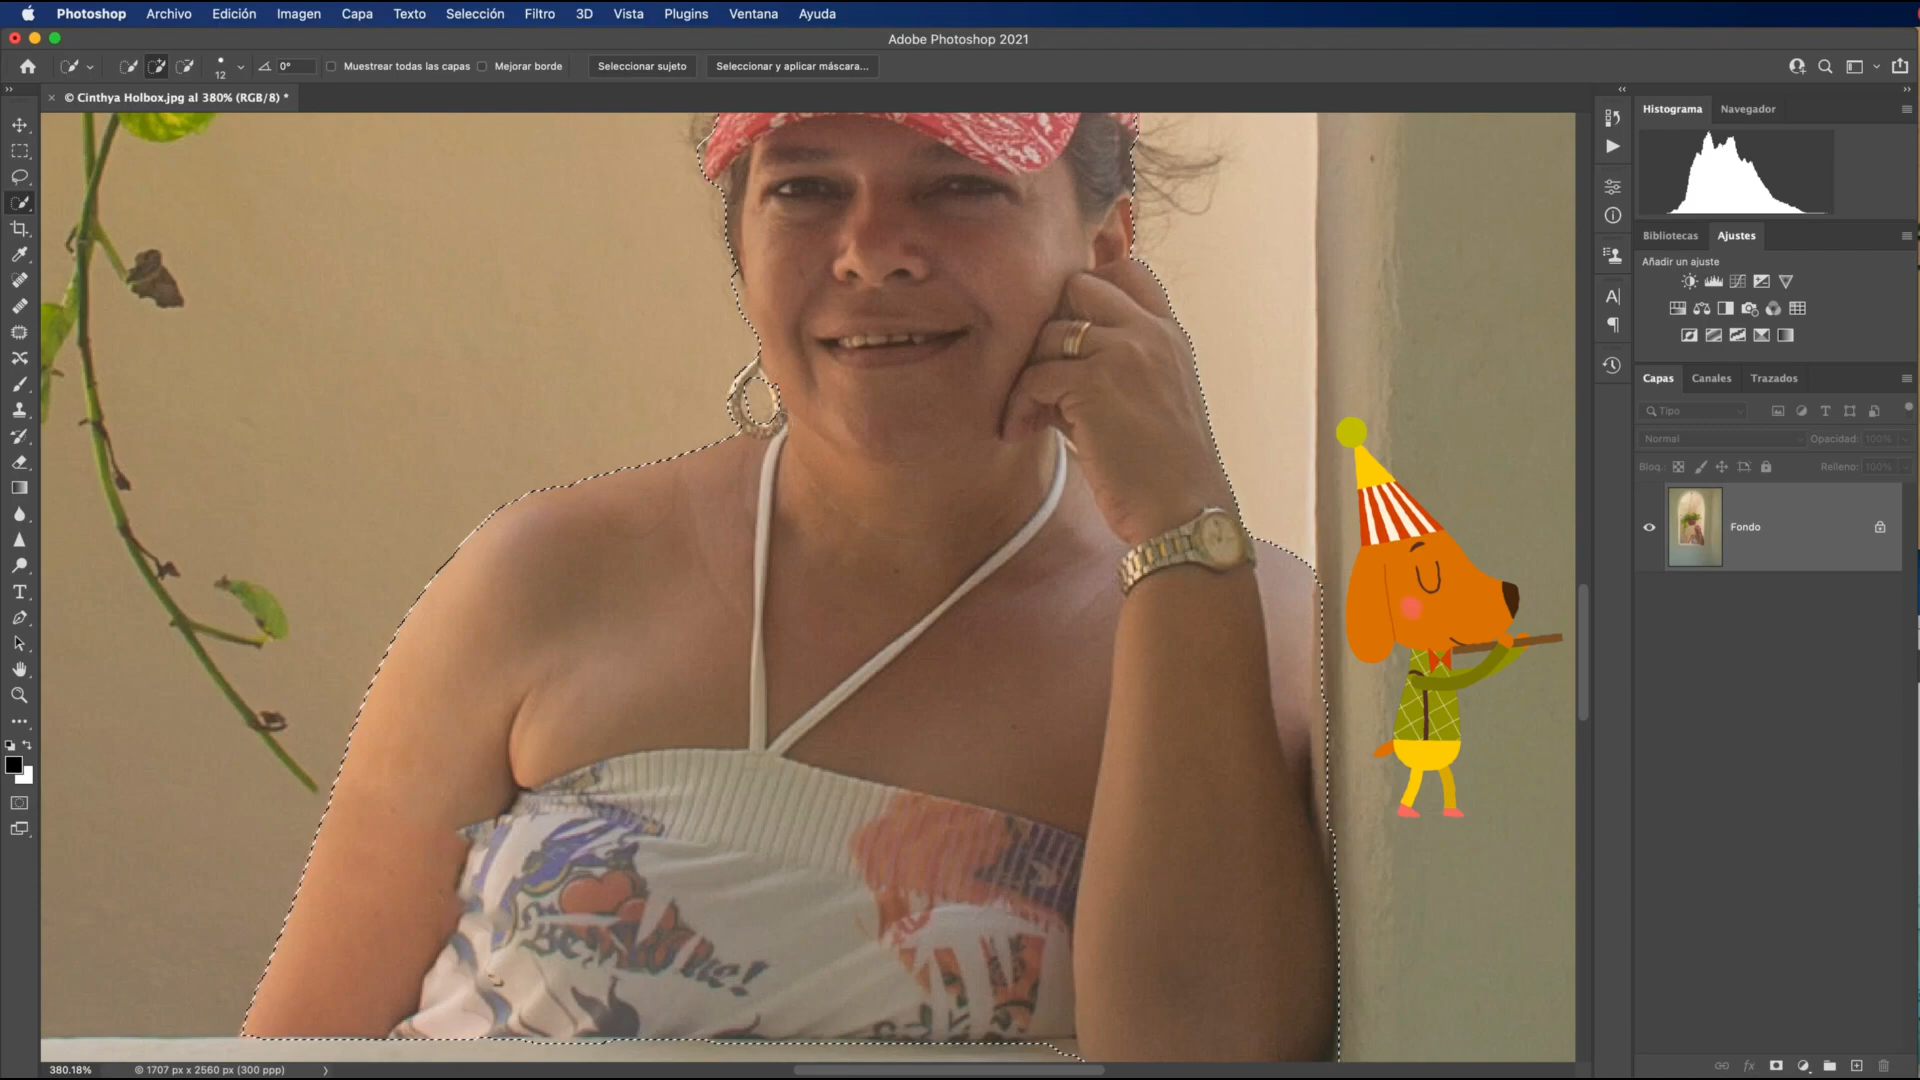 Photoshop Archivo Edición Imagen Capa Texto Selección Filtro 3D Vista Plugins Ventana Ayuda
Adobe Photoshop 2021
12 0° Muestrear todas las capas Mejorar borde Seleccionar sujeto Seleccionar y aplicar máscara...
× © Cinthya Holbox.jpg al 380% (RGB/8) *
Histograma Navegador
Bibliotecas Ajustes
Añadir un ajuste
Capas Canales Trazados
Tipo
Normal Opacidad: 100%
Bloq.: Relleno: 100%
Fondo
380.18% © 1707 px x 2560 px (300 ppp)